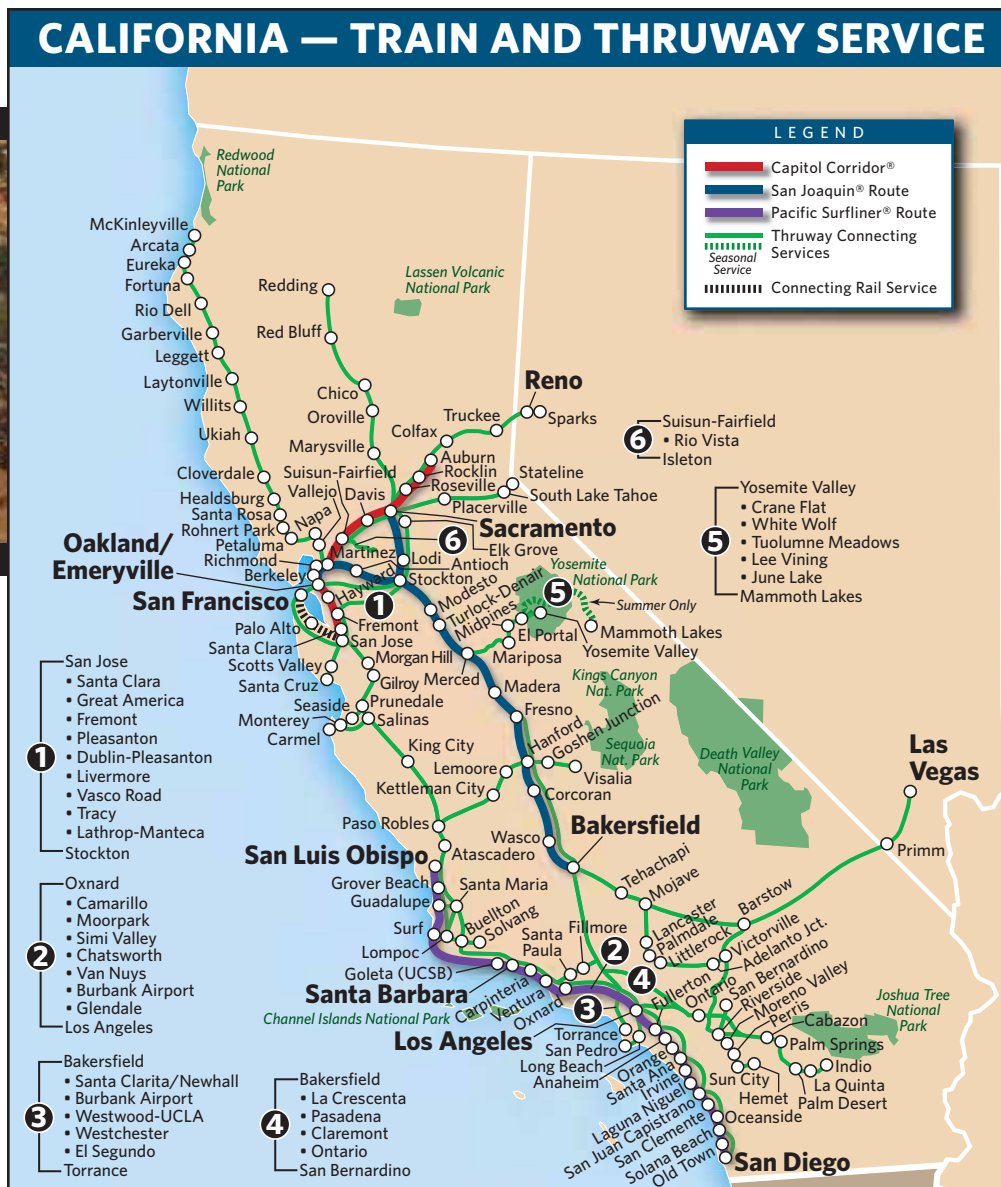 CALIFORNIA — TRAIN AND THRUWAY SERVICE
LEGEND
Capitol Corridor®
San Joaquin® Route
Pacific Surfliner® Route
Thruway Connecting
Services
Seasonal
Service
Connecting Rail Service
Redwood
National
Park
McKinleyville
Arcata
Eureka
Fortuna
Rio Dell
Garberville
Leggett
Laytonville
Willits
Ukiah
Cloverdale
Healdsburg
Santa Rosa
Rohnert Park
Petaluma
Redding
Red Bluff
Chico
Oroville
Marysville
Lassen Volcanic
National Park
Reno
Sparks
Truckee
Colfax
Auburn
Rocklin
Roseville
Stateline
South Lake Tahoe
Placerville
Suisun-Fairfield
Vallejo
Davis
Napa
Sacramento
Elk Grove
6
Martinez
Lodi
Antioch
Stockton
Oakland/
Emeryville
Richmond
Berkeley
San Francisco
Hayward
1
Fremont
Palo Alto
Santa Clara
San Jose
Scotts Valley
Santa Cruz
Morgan Hill
Gilroy
Prunedale
Seaside
Salinas
Monterey
Carmel
Modesto
Turlock-Denair
Midpines
El Portal
Mariposa
Merced
5
Yosemite
National Park
Summer Only
Mammoth Lakes
Yosemite Valley
Madera
Fresno
Kings Canyon
Nat. Park
Sequoia
Nat. Park
Death Valley
National
Park
Hanford
Goshen Junction
Visalia
Lemoore
Kettleman City
Corcoran
King City
Paso Robles
Atascadero
Wasco
Bakersfield
Las
Vegas
Primm
San Luis Obispo
Grover Beach
Guadalupe
Santa Maria
Surf
Buellton
Solvang
Lompoc
Goleta (UCSB)
Santa Barbara
Channel Islands National Park
Carpinteria
Ventura
Oxnard
Santa
Paula
Fillmore
2
4
3
Tehachapi
Mojave
Lancaster
Palmdale
Littlerock
Barstow
Victorville
Adelanto Jct.
San Bernardino
Riverside
Moreno Valley
Perris
Fullerton
Ontario
Los Angeles
Torrance
San Pedro
Long Beach
Anaheim
Orange
Santa Ana
Irvine
Laguna Niguel
San Juan Capistrano
San Clemente
Oceanside
Solana Beach
Old Town
San Diego
Sun City
Hemet
Cabazon
Palm Springs
Indio
La Quinta
Palm Desert
Joshua Tree
National
Park
6
Suisun-Fairfield
• Rio Vista
Isleton
5
Yosemite Valley
• Crane Flat
• White Wolf
• Tuolumne Meadows
• Lee Vining
• June Lake
Mammoth Lakes
1
San Jose
• Santa Clara
• Great America
• Fremont
• Pleasanton
• Dublin-Pleasanton
• Livermore
• Vasco Road
• Tracy
• Lathrop-Manteca
Stockton
2
Oxnard
• Camarillo
• Moorpark
• Simi Valley
• Chatsworth
• Van Nuys
• Burbank Airport
• Glendale
Los Angeles
3
Bakersfield
• Santa Clarita/Newhall
• Burbank Airport
• Westwood-UCLA
• Westchester
• El Segundo
Torrance
4
Bakersfield
• La Crescenta
• Pasadena
• Claremont
• Ontario
San Bernardino